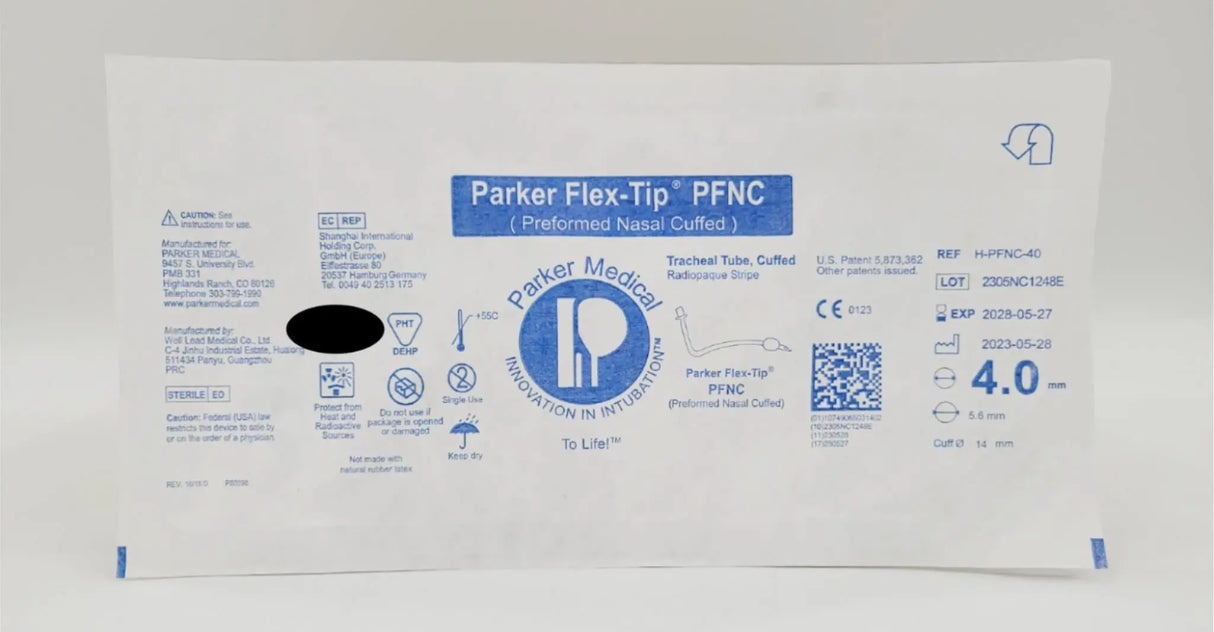 CAUTION: See
instructions for use.
Manufactured for:
PARKER MEDICAL
9457 S. University Blvd.
PMB 331
Highlands Ranch, CO 80126
Telephone 303-799-1990
www.parkermedical.com
Manufactured by:
Well Lead Medical Co., Ltd.
C-4 Jinhu Industrial Estate, Hualong
511434 Panyu, Guangzhou
PRC
STERILE EO
Caution: Federal (USA) law
restricts this device to sale by
or on the order of a physician.
REV.
EC REP
Shanghai International
Holding Corp.
GmbH (Europe)
Eiffestrasse 80
20537 Hamburg Germany
Tel. 0049 40 2513 175
PHT
DEHP
+55C
Protect from
Heat and
Radioactive
Sources
Do not use if
package is opened
or damaged
2
Single Use
Keep dry
Not made with
natural rubber latex
Parker Flex-Tip® PFNC
( Preformed Nasal Cuffed )
Parker Medical
INNOVATION IN INTUBATION™
To Life!™
Tracheal Tube, Cuffed
Radiopaque Stripe
Parker Flex-Tip®
PFNC
(Preformed Nasal Cuffed)
U.S. Patent 5,873,362
Other patents issued.
CE 0123
(10)2305NC1248E
(11)230528
(17)280527
REF H-PFNC-40
LOT 2305NC1248E
EXP 2028-05-27
2023-05-28
4.0 mm
5.6 mm
Cuff Ø 14 mm